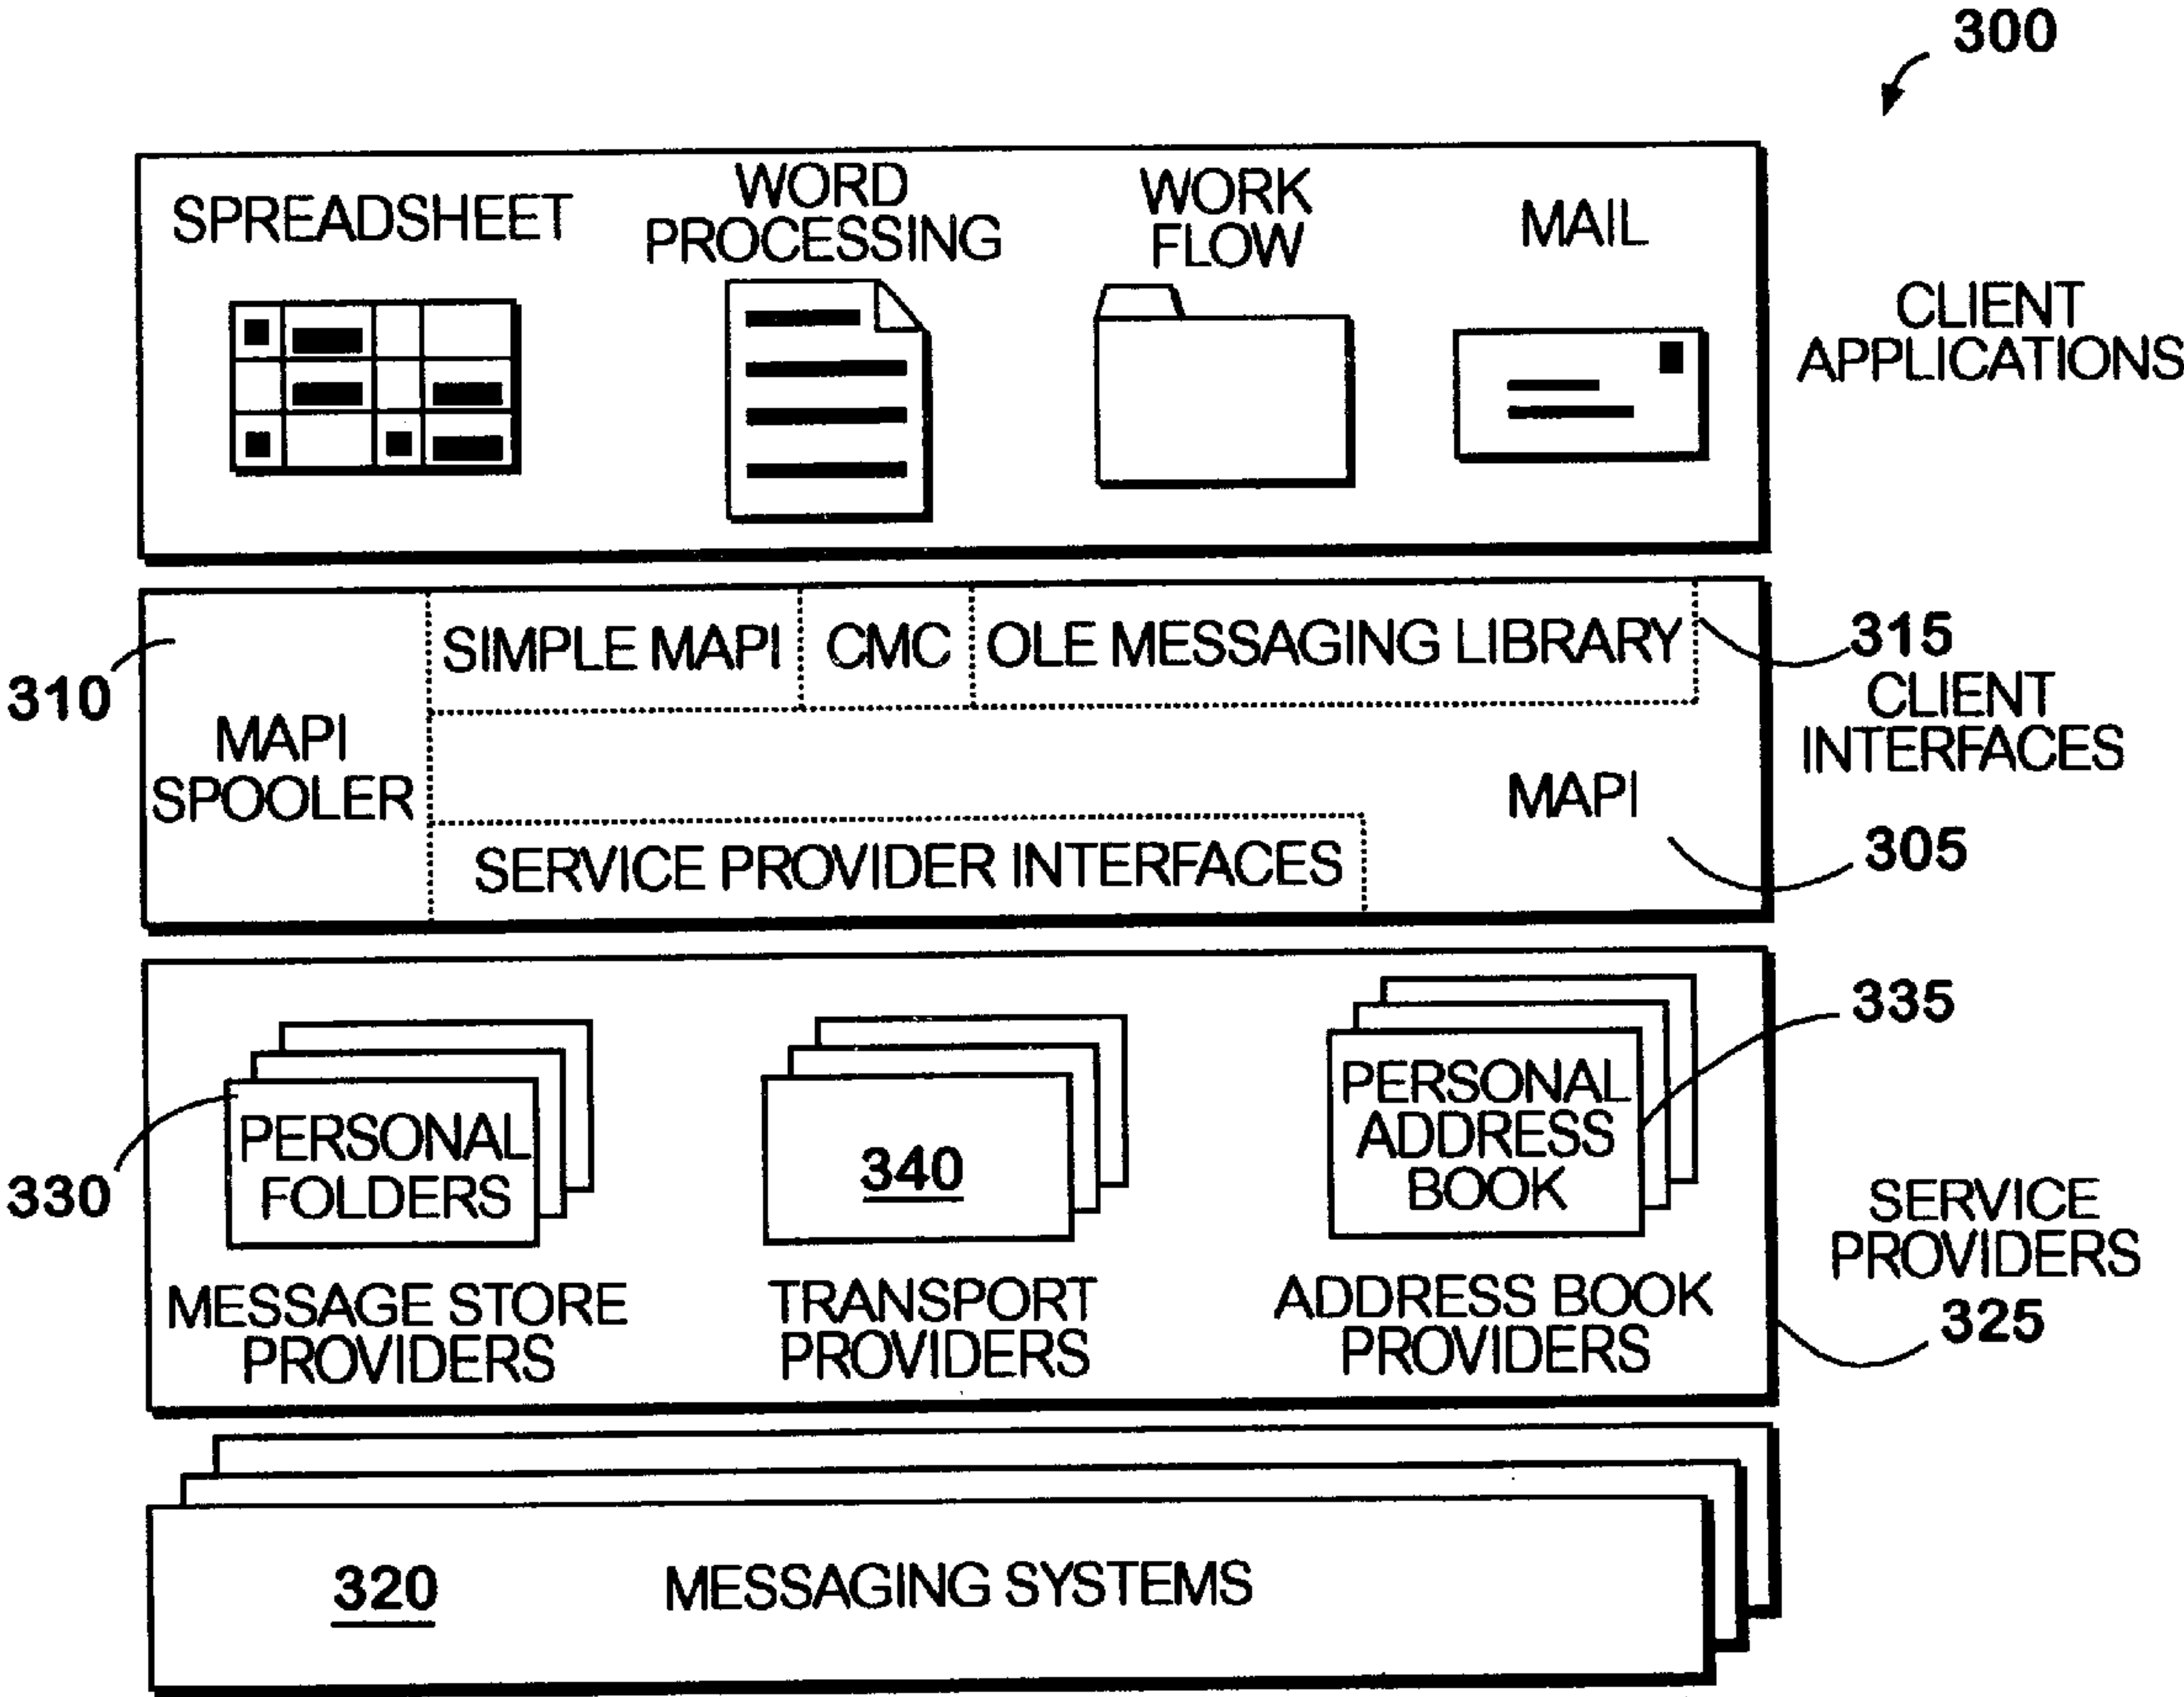 300
SPREADSHEET
WORD
PROCESSING
WORK
FLOW
MAIL
CLIENT
APPLICATIONS
310
MAPI
SPOOLER
SIMPLE MAPI
CMC
OLE MESSAGING LIBRARY
315
CLIENT
INTERFACES
MAPI
305
SERVICE PROVIDER INTERFACES
330
PERSONAL
FOLDERS
MESSAGE STORE
PROVIDERS
340
TRANSPORT
PROVIDERS
335
PERSONAL
ADDRESS
BOOK
ADDRESS BOOK
PROVIDERS
SERVICE
PROVIDERS
325
320
MESSAGING SYSTEMS